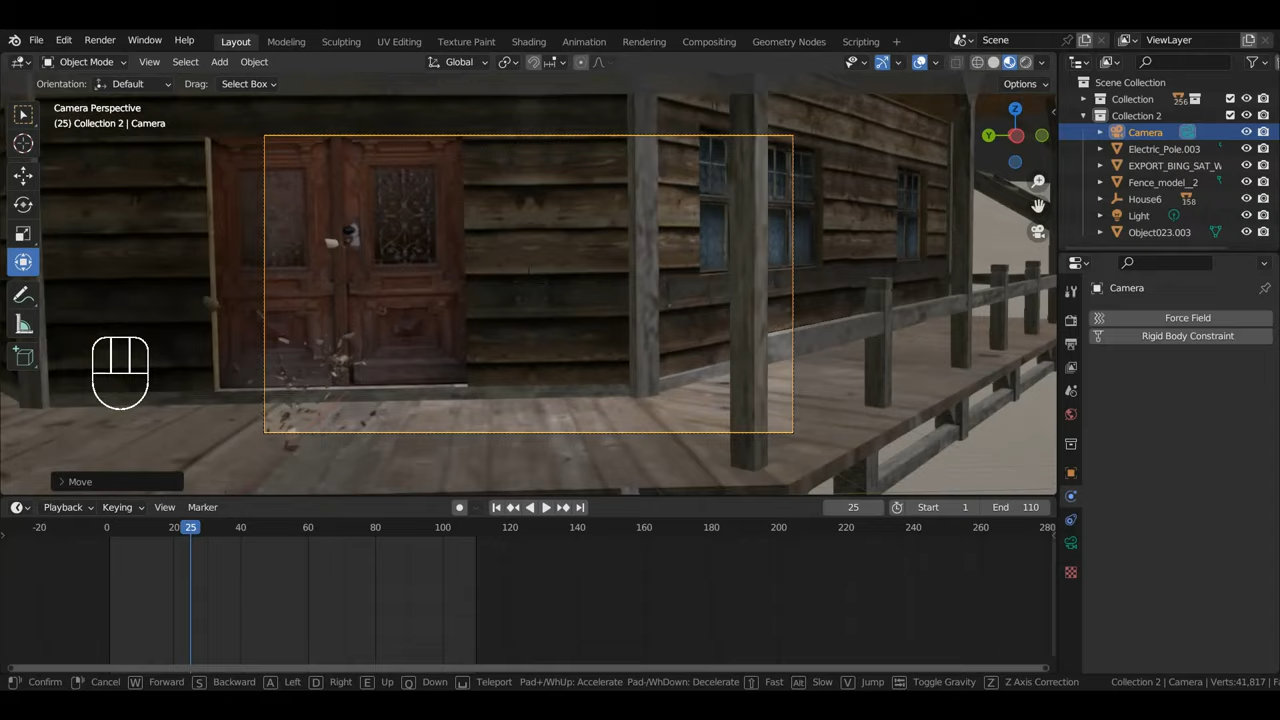 File Edit Render Window Help Layout Modeling Sculpting UV Editing Texture Paint Shading Animation Rendering Compositing Geometry Nodes Scripting + Scene ViewLayer
Object Mode View Select Add Object Global
Orientation: Default Drag: Select Box Options
Camera Perspective
(25) Collection 2 | Camera
Z
Y
Scene Collection
Collection 256
Collection 2
Camera
Electric_Pole.003
EXPORT_BING_SAT_W
Fence_model__2
House6 158
Light
Object023.003
Camera
Force Field
Rigid Body Constraint
> Move
Playback Keying View Marker 25 Start 1 End 110
-20 0 20 25 40 60 80 100 120 140 160 180 200 220 240 260 280
Confirm Cancel W Forward S Backward A Left D Right E Up Q Down Teleport Pad+/WhUp: Accelerate Pad-/WhDown: Decelerate Fast Alt Slow V Jump Toggle Gravity Z Z Axis Correction Collection 2 | Camera | Verts:41,817 | Fa